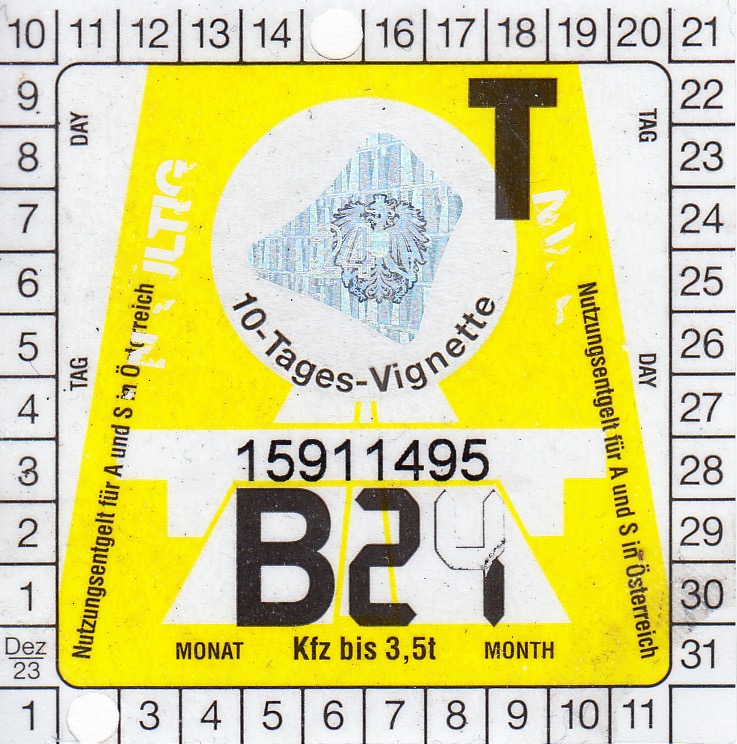 10 11 12 13 14 16 17 18 19 20 21
9 22
8 23
7 24
6 25
5 26
4 27
3 28
2 29
1 30
Dez 23 31
1 3 4 5 6 7 8 9 10 11
DAY
TAG
T
10-Tages-Vignette
TAG
DAY
Nutzungsentgelt für A und S in Österreich
Nutzungsentgelt für A und S in Österreich
15911495
B24
MONAT Kfz bis 3,5t MONTH